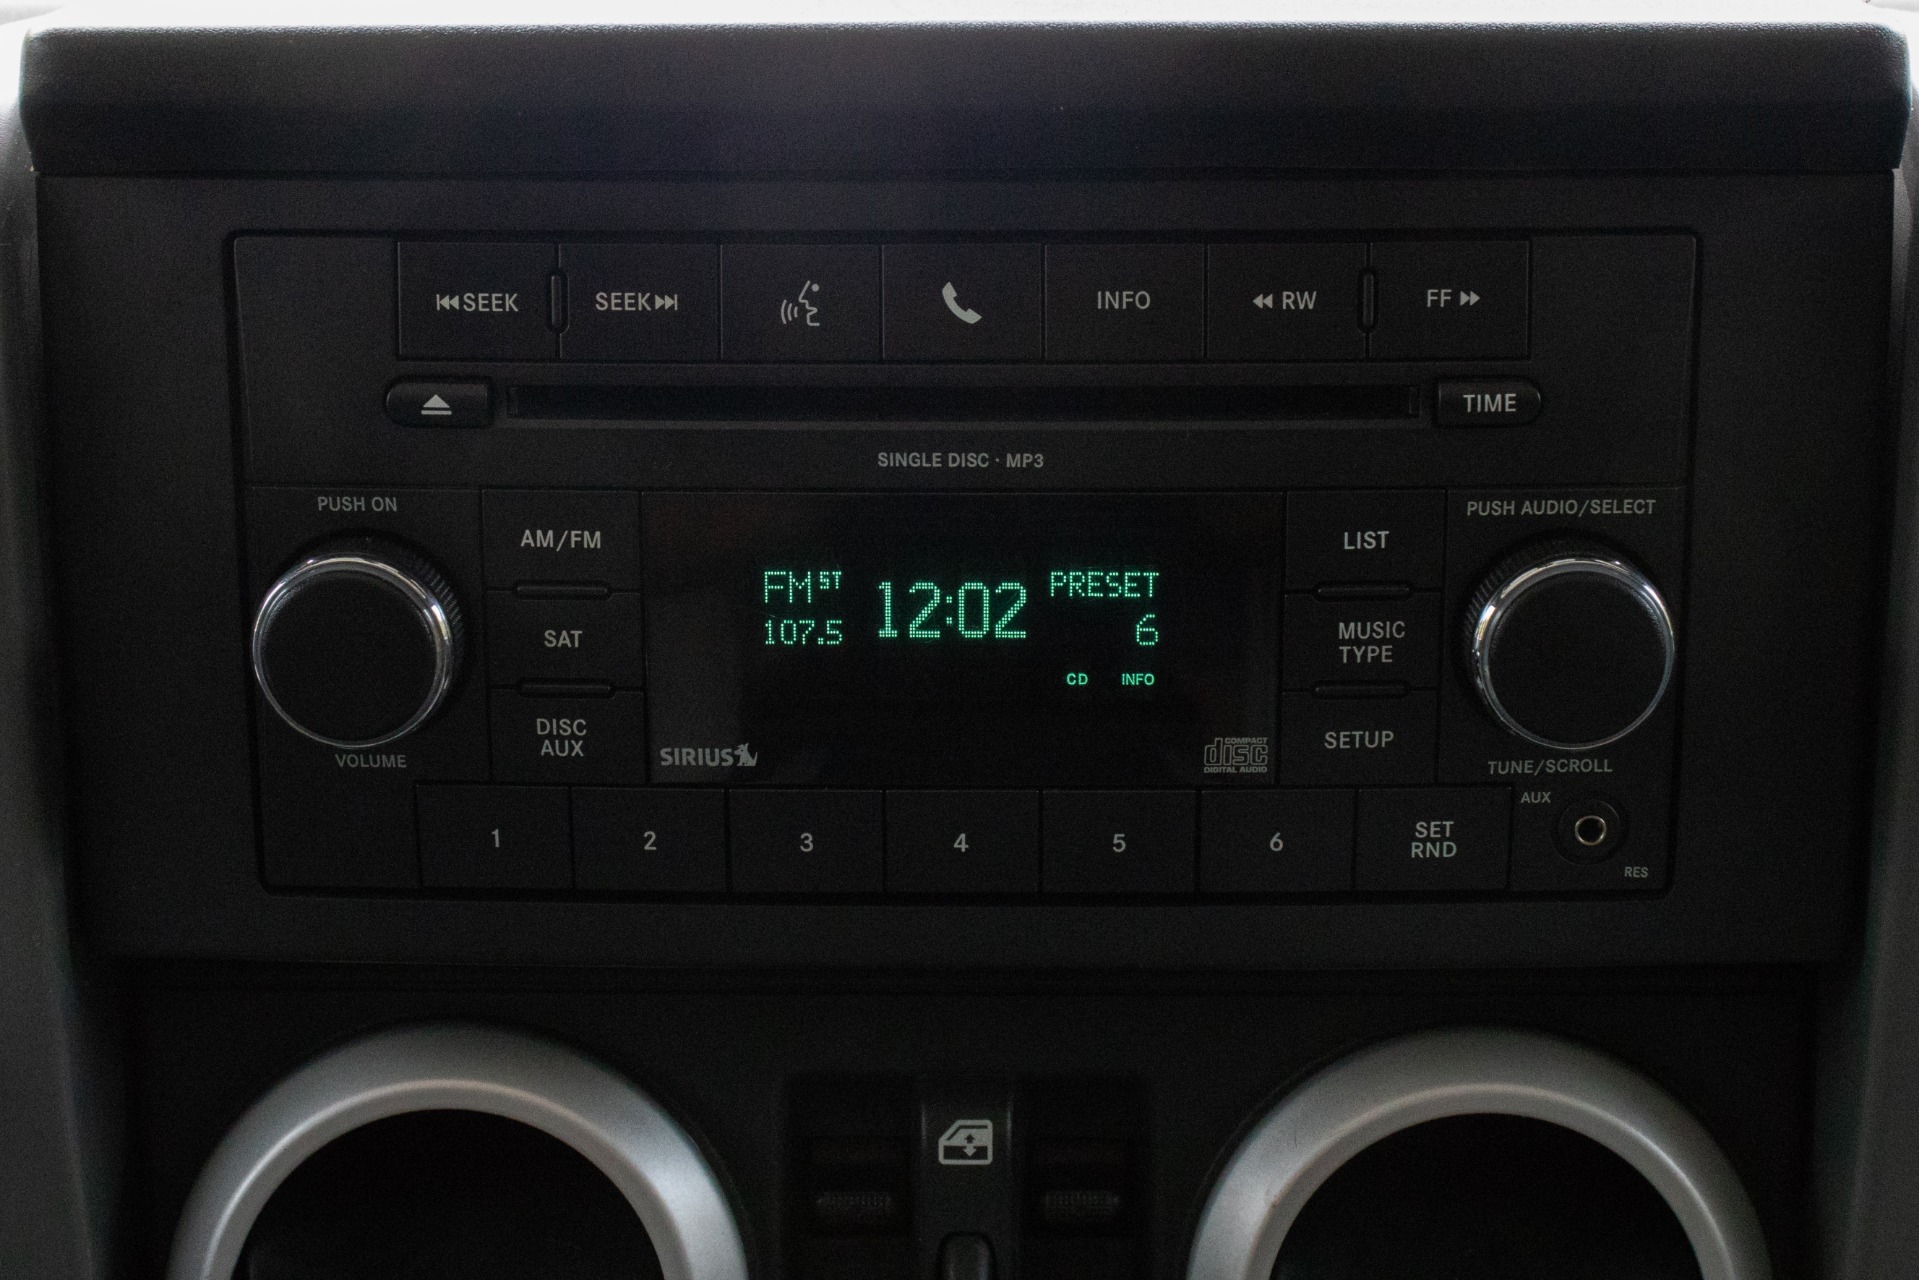 SEEK
SEEK
INFO
RW
FF
TIME
SINGLE DISC · MP3
PUSH ON
PUSH AUDIO/SELECT
AM/FM
LIST
FM ST
12:02
PRESET
107.5
6
SAT
MUSIC
TYPE
CD
INFO
DISC
AUX
SETUP
SIRIUS
COMPACT
disc
DIGITAL AUDIO
VOLUME
TUNE/SCROLL
1
2
3
4
5
6
SET
RND
AUX
RES